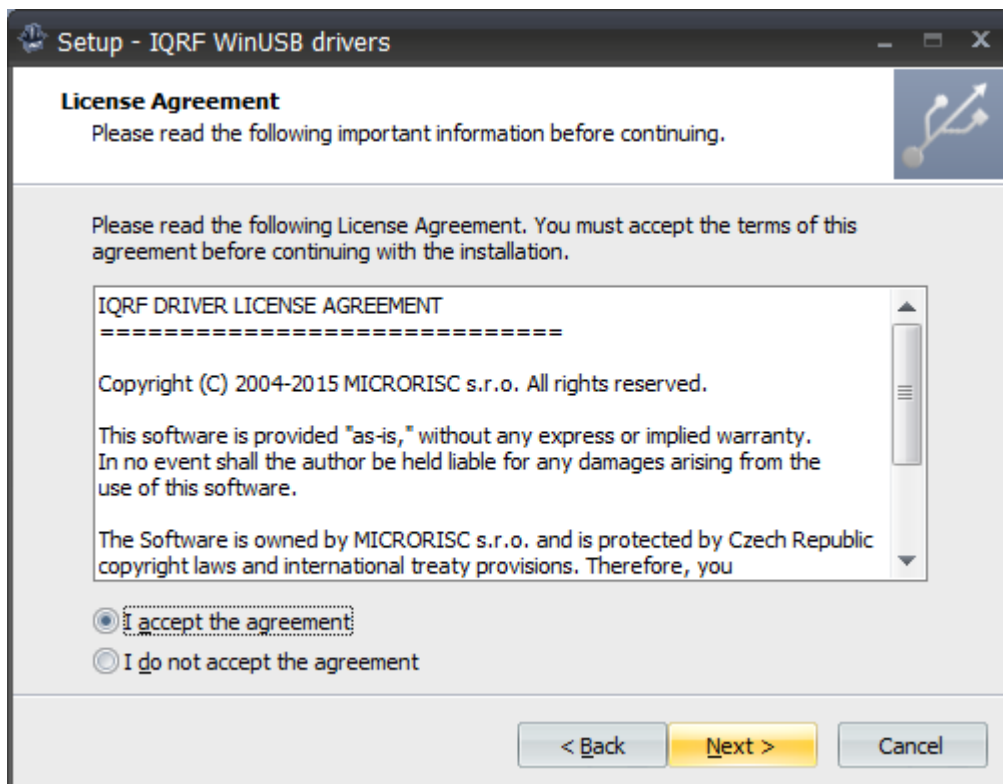 Setup - IQRF WinUSB drivers
License Agreement
Please read the following important information before continuing.
Please read the following License Agreement. You must accept the terms of this
agreement before continuing with the installation.
IQRF DRIVER LICENSE AGREEMENT
=============================
Copyright (C) 2004-2015 MICRORISC s.r.o. All rights reserved.
This software is provided "as-is," without any express or implied warranty.
In no event shall the author be held liable for any damages arising from the
use of this software.
The Software is owned by MICRORISC s.r.o. and is protected by Czech Republic
copyright laws and international treaty provisions. Therefore, you
I accept the agreement
I do not accept the agreement
< Back Next > Cancel